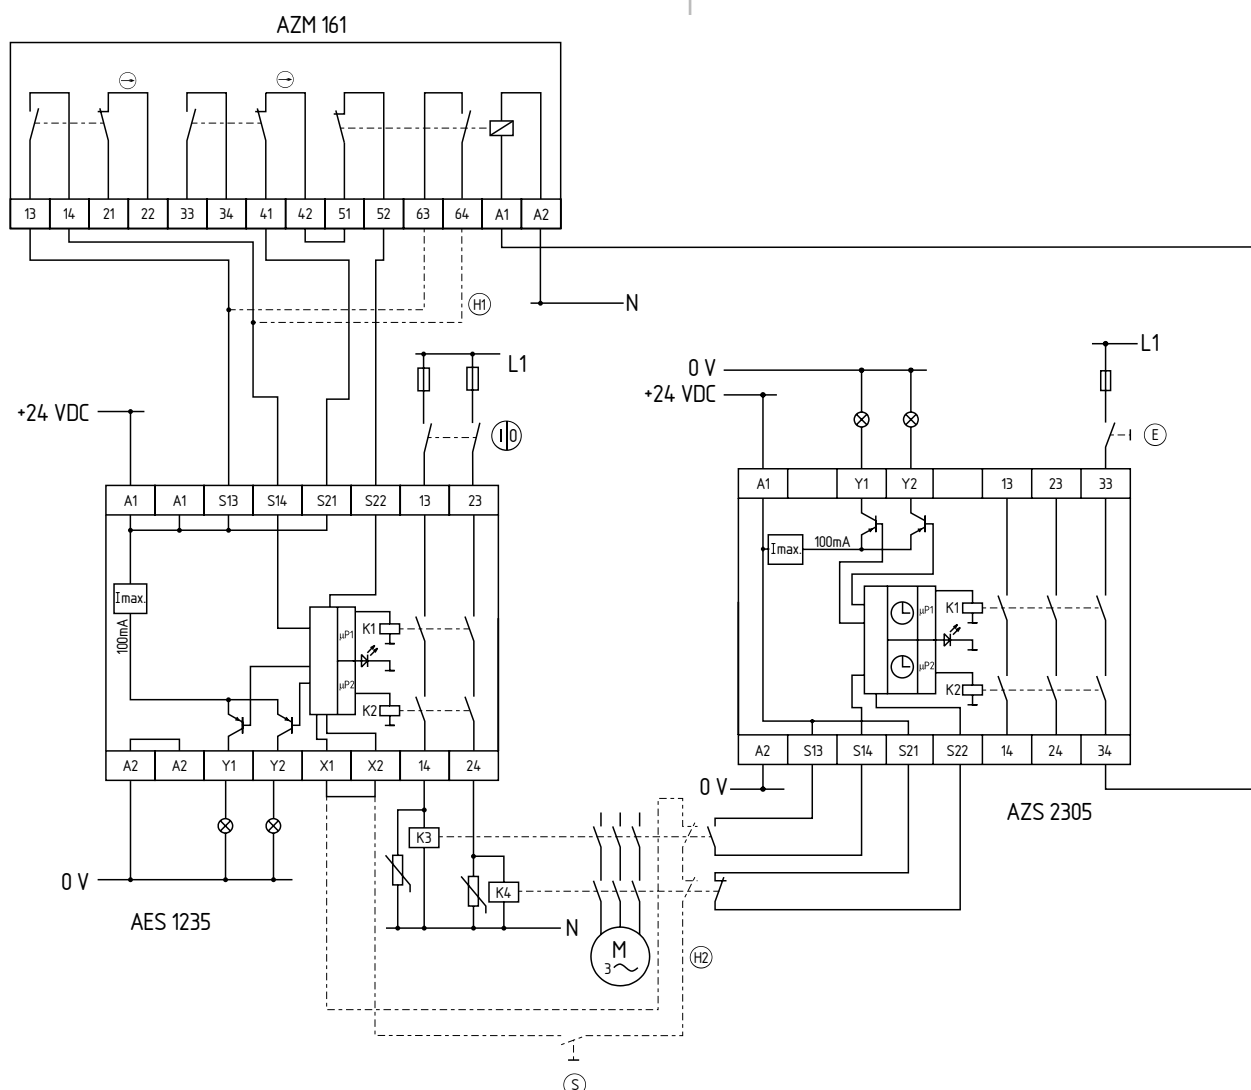 AZM 161
13 14 21 22 33 34 41 42 51 52 63 64 A1 A2
H1
N
L1
+24 VDC
I 0
A1 A1 S13 S14 S21 S22 13 23
Imax.
100mA
µP1
µP2
K1
K2
A2 A2 Y1 Y2 X1 X2 14 24
0 V
AES 1235
K3
K4
N
M
3
H2
S
0 V
+24 VDC
L1
E
A1 Y1 Y2 13 23 33
Imax.
100mA
µP1
µP2
K1
K2
A2 S13 S14 S21 S22 14 24 34
0 V
AZS 2305